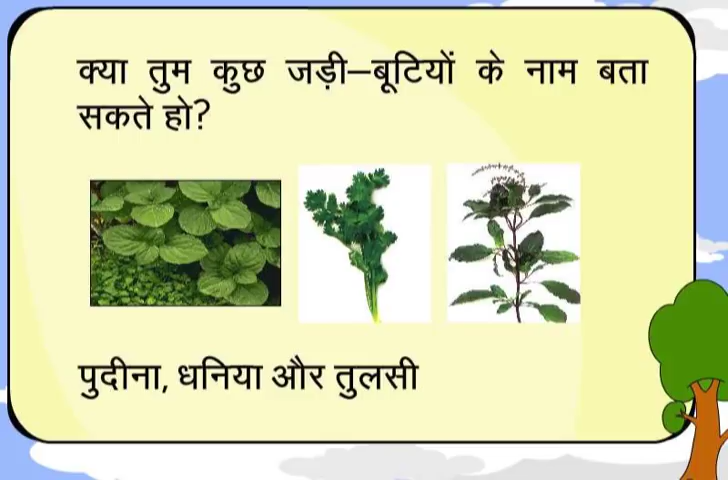 क्या तुम कुछ जड़ी–बूटियों के नाम बता
सकते हो?
पुदीना, धनिया और तुलसी